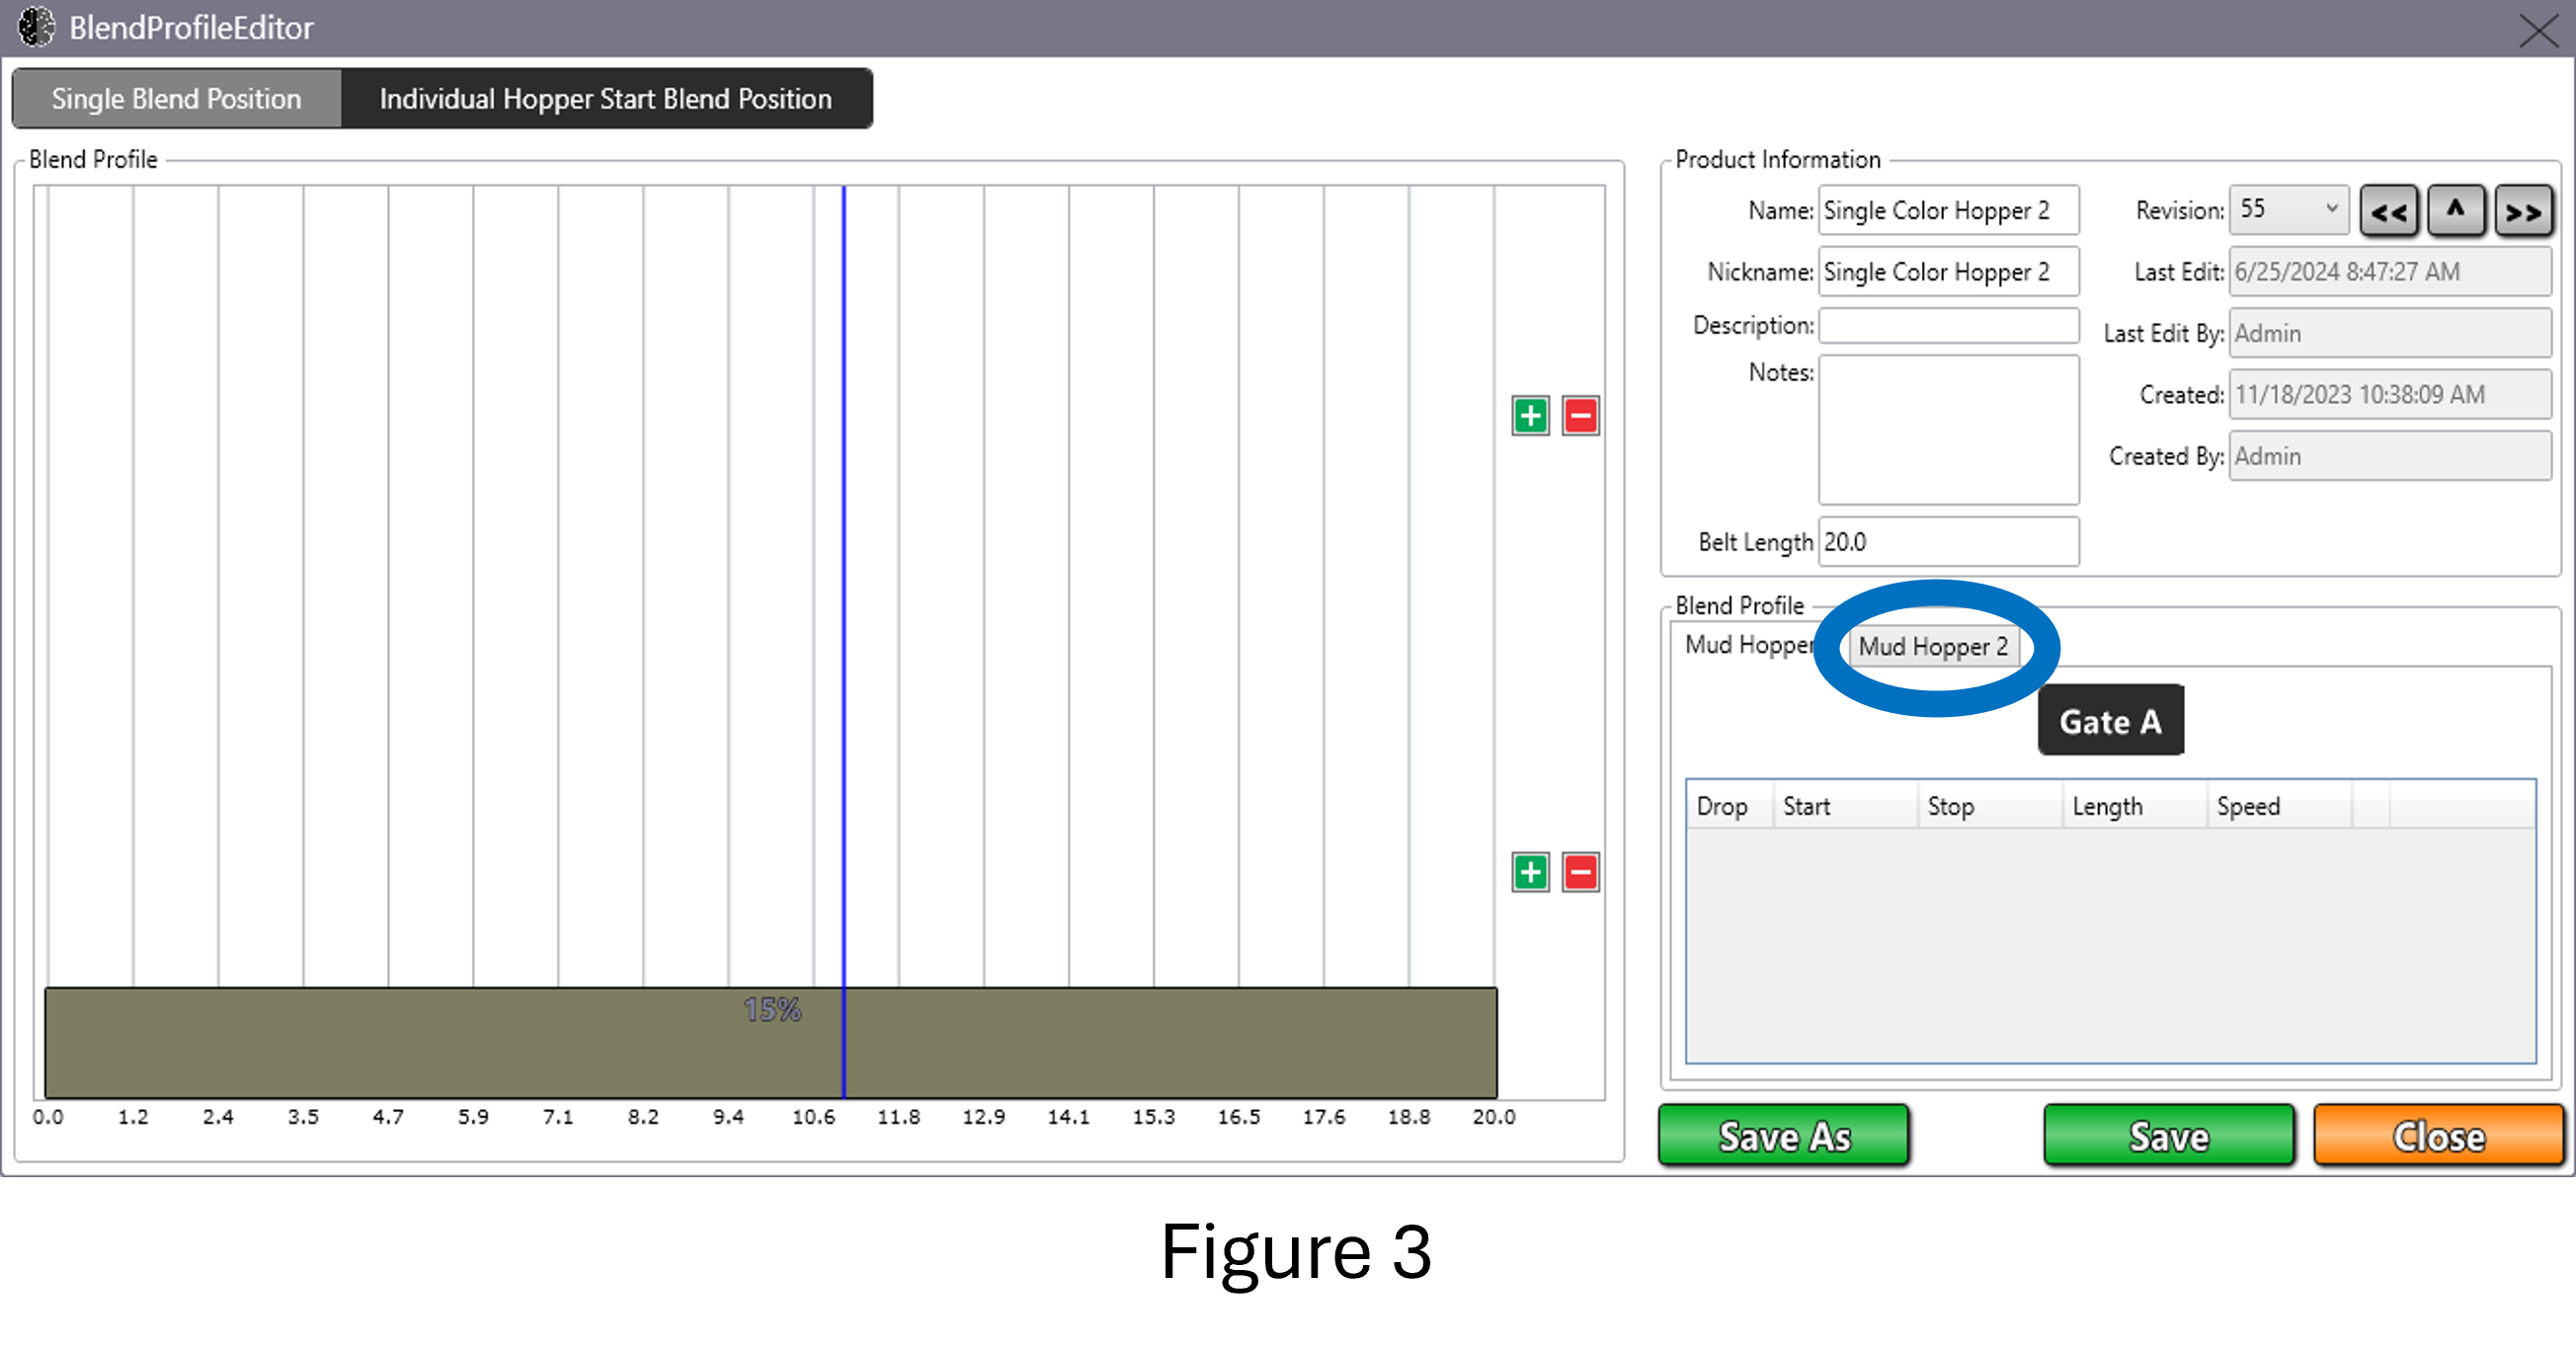 BlendProfileEditor
Single Blend Position Individual Hopper Start Blend Position
Blend Profile
15%
0.0 1.2 2.4 3.5 4.7 5.9 7.1 8.2 9.4 10.6 11.8 12.9 14.1 15.3 16.5 17.6 18.8 20.0
Product Information
Name: Single Color Hopper 2
Nickname: Single Color Hopper 2
Description:
Notes:
Belt Length 20.0
Revision: 55 << ^ >>
Last Edit: 6/25/2024 8:47:27 AM
Last Edit By: Admin
Created: 11/18/2023 10:38:09 AM
Created By: Admin
Blend Profile
Mud Hopper Mud Hopper 2
Gate A
Drop Start Stop Length Speed
Save As Save Close
Figure 3